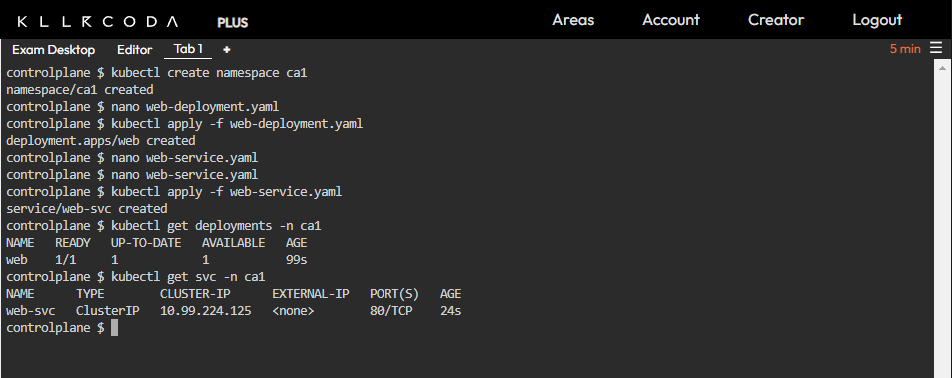 KLLRCODA PLUS Areas Account Creator Logout
Exam Desktop Editor Tab 1 + 5 min
controlplane $ kubectl create namespace ca1
namespace/ca1 created
controlplane $ nano web-deployment.yaml
controlplane $ kubectl apply -f web-deployment.yaml
deployment.apps/web created
controlplane $ nano web-service.yaml
controlplane $ nano web-service.yaml
controlplane $ kubectl apply -f web-service.yaml
service/web-svc created
controlplane $ kubectl get deployments -n ca1
NAME READY UP-TO-DATE AVAILABLE AGE
web 1/1 1 1 99s
controlplane $ kubectl get svc -n ca1
NAME TYPE CLUSTER-IP EXTERNAL-IP PORT(S) AGE
web-svc ClusterIP 10.99.224.125 <none> 80/TCP 24s
controlplane $